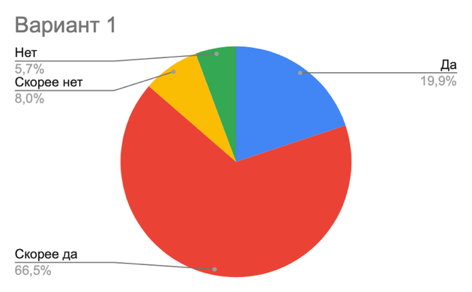 Вариант 1
Нет
5,7%
Скорее нет
8,0%
Да
19,9%
Скорее да
66,5%